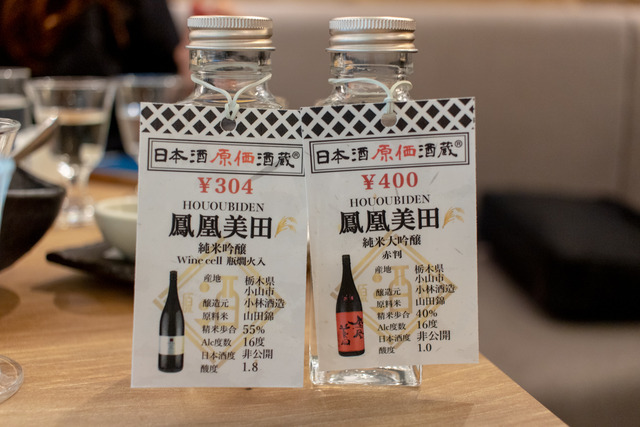 日本酒原価酒蔵®
¥304
HOUOUBIDEN
鳳凰美田
純米吟醸
Wine cell 瓶燗火入
産地 栃木県
小山市
醸造元 小林酒造
原料米 山田錦
精米歩合 55%
Alc度数 16度
日本酒度 非公開
酸度 1.8
日本酒原価酒蔵®
¥400
HOUOUBIDEN
鳳凰美田
純米大吟醸
赤判
産地 栃木県
小山市
醸造元 小林酒造
原料米 山田錦
精米歩合 40%
Alc度数 16度
日本酒度 非公開
酸度 1.0